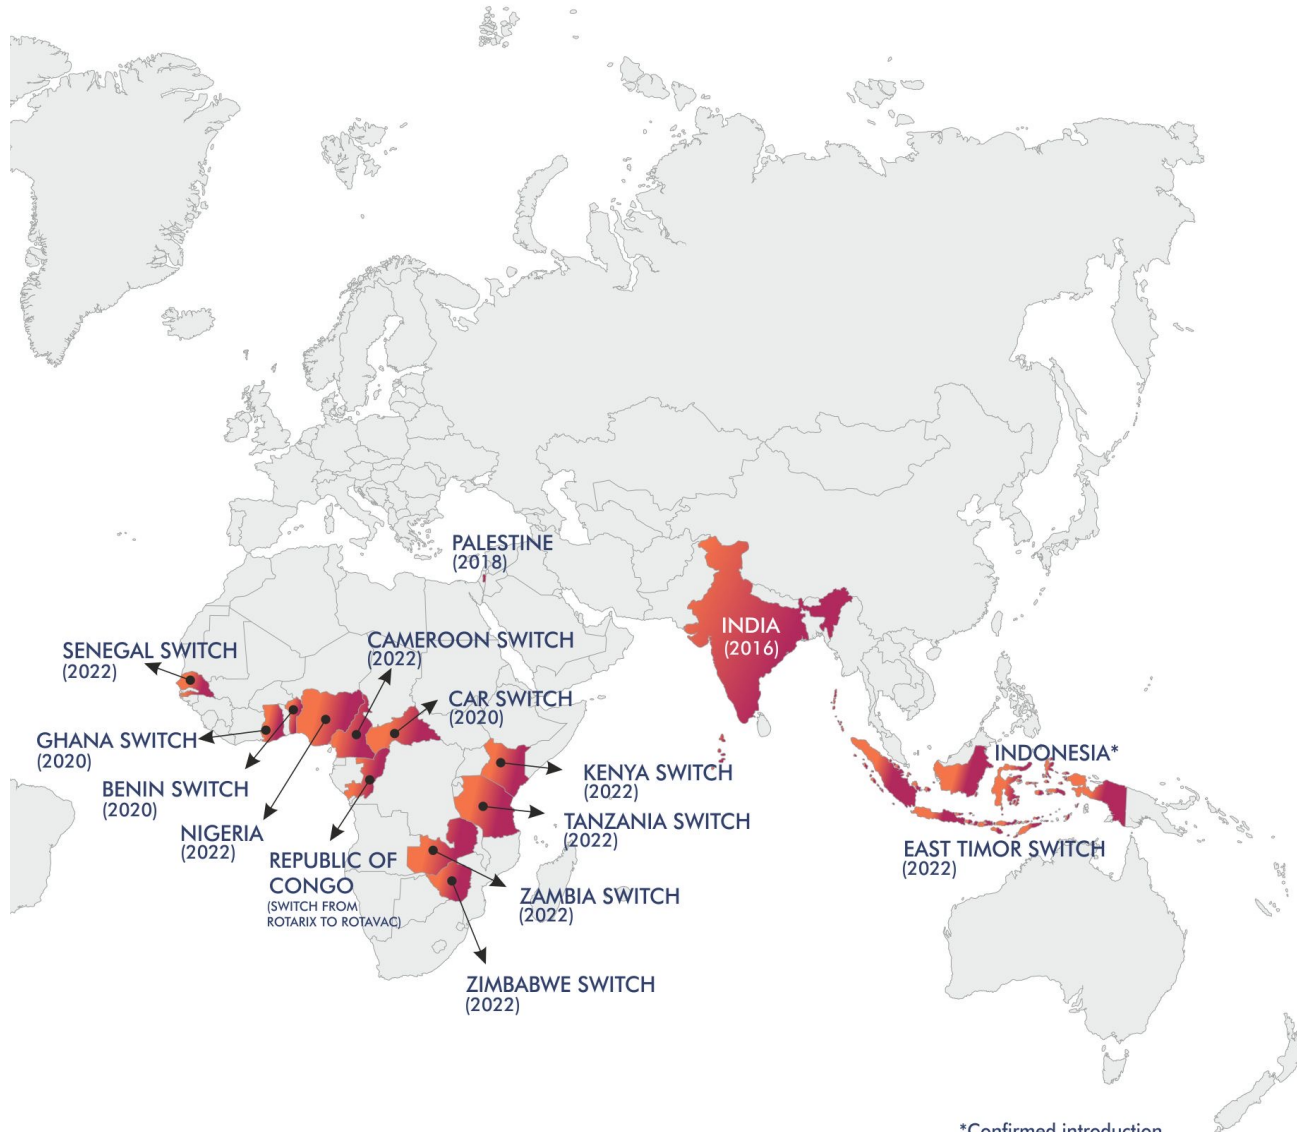 PALESTINE
(2018)
INDIA
(2016)
SENEGAL SWITCH
(2022)
CAMEROON SWITCH
(2022)
CAR SWITCH
(2020)
GHANA SWITCH
(2020)
BENIN SWITCH
(2020)
NIGERIA
(2022)
REPUBLIC OF
CONGO
(SWITCH FROM
ROTARIX TO ROTAVAC)
KENYA SWITCH
(2022)
TANZANIA SWITCH
(2022)
ZAMBIA SWITCH
(2022)
ZIMBABWE SWITCH
(2022)
INDONESIA*
EAST TIMOR SWITCH
(2022)
*Confirmed introduction